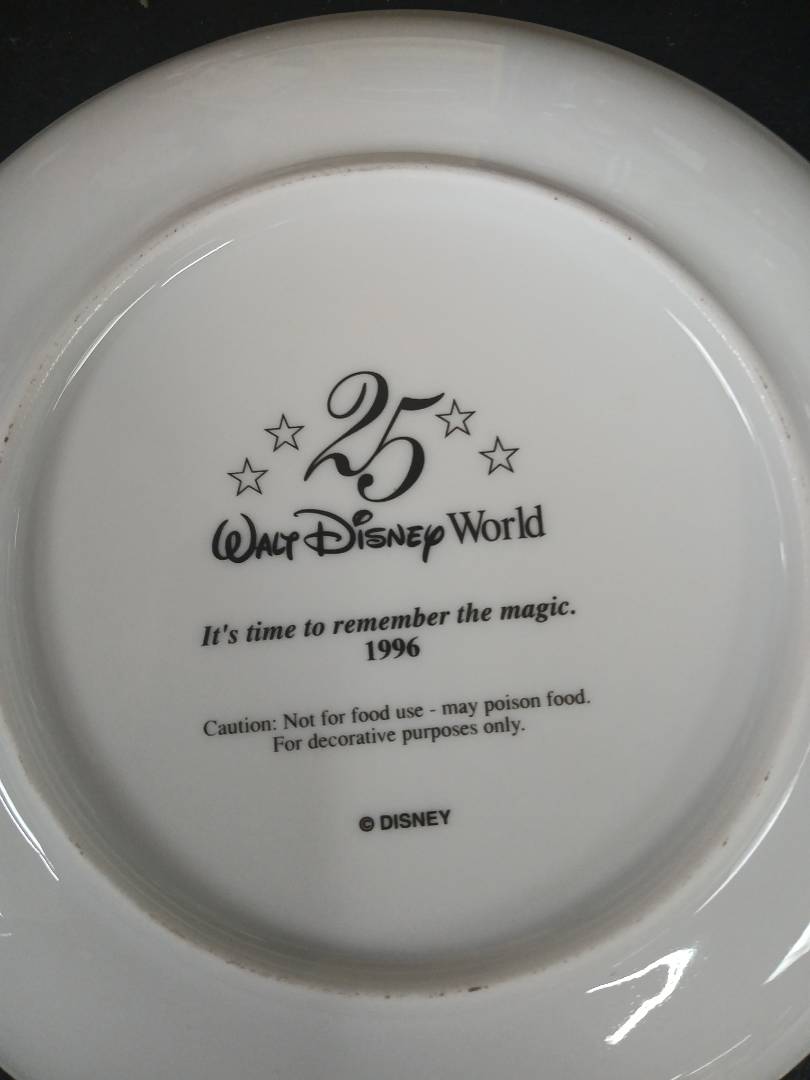 25
WALT DISNEY World
It's time to remember the magic.
1996
Caution: Not for food use - may poison food.
For decorative purposes only.
© DISNEY